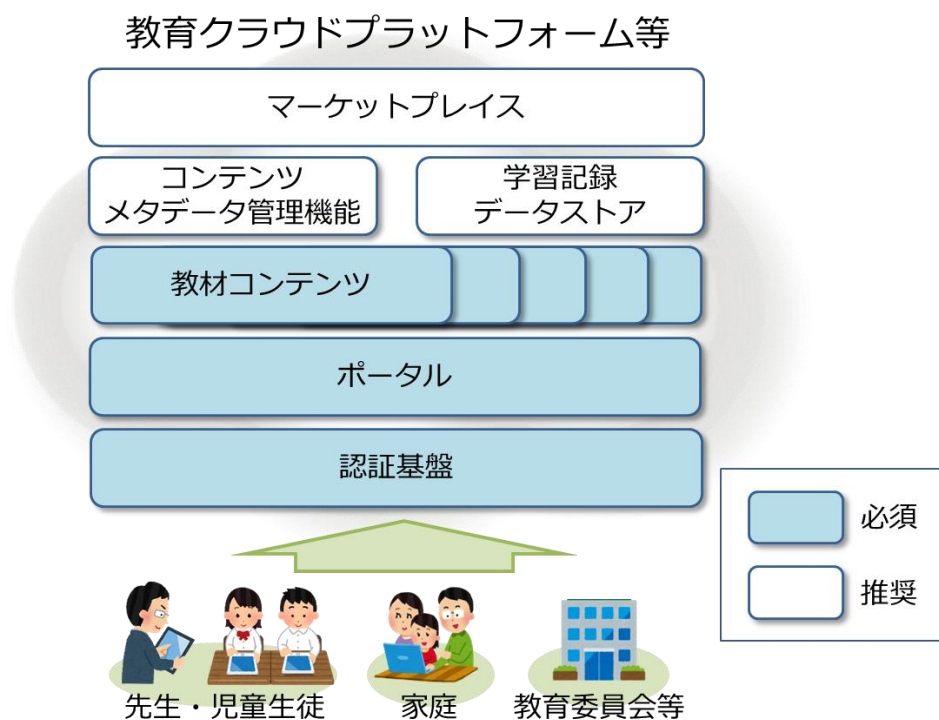 教育クラウドプラットフォーム等
マーケットプレイス
コンテンツ
メタデータ管理機能
学習記録
データストア
教材コンテンツ
ポータル
認証基盤
必須
推奨
先生・児童生徒
家庭
教育委員会等